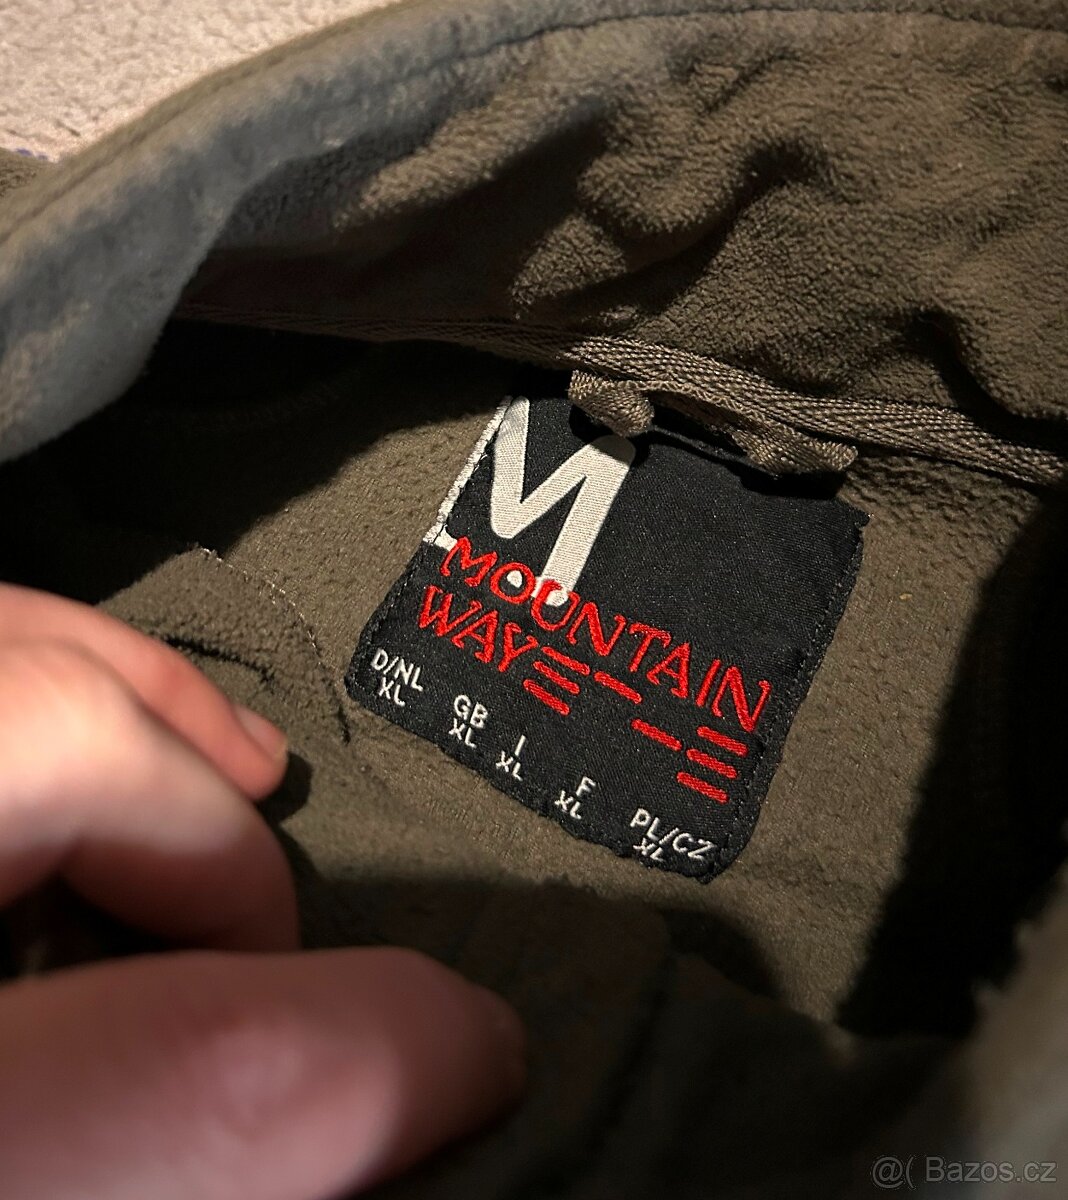 M
MOUNTAIN
WAY
D/NL
XL
GB
XL
I
XL
F
XL
PL/CZ
XL
@( Bazos.cz